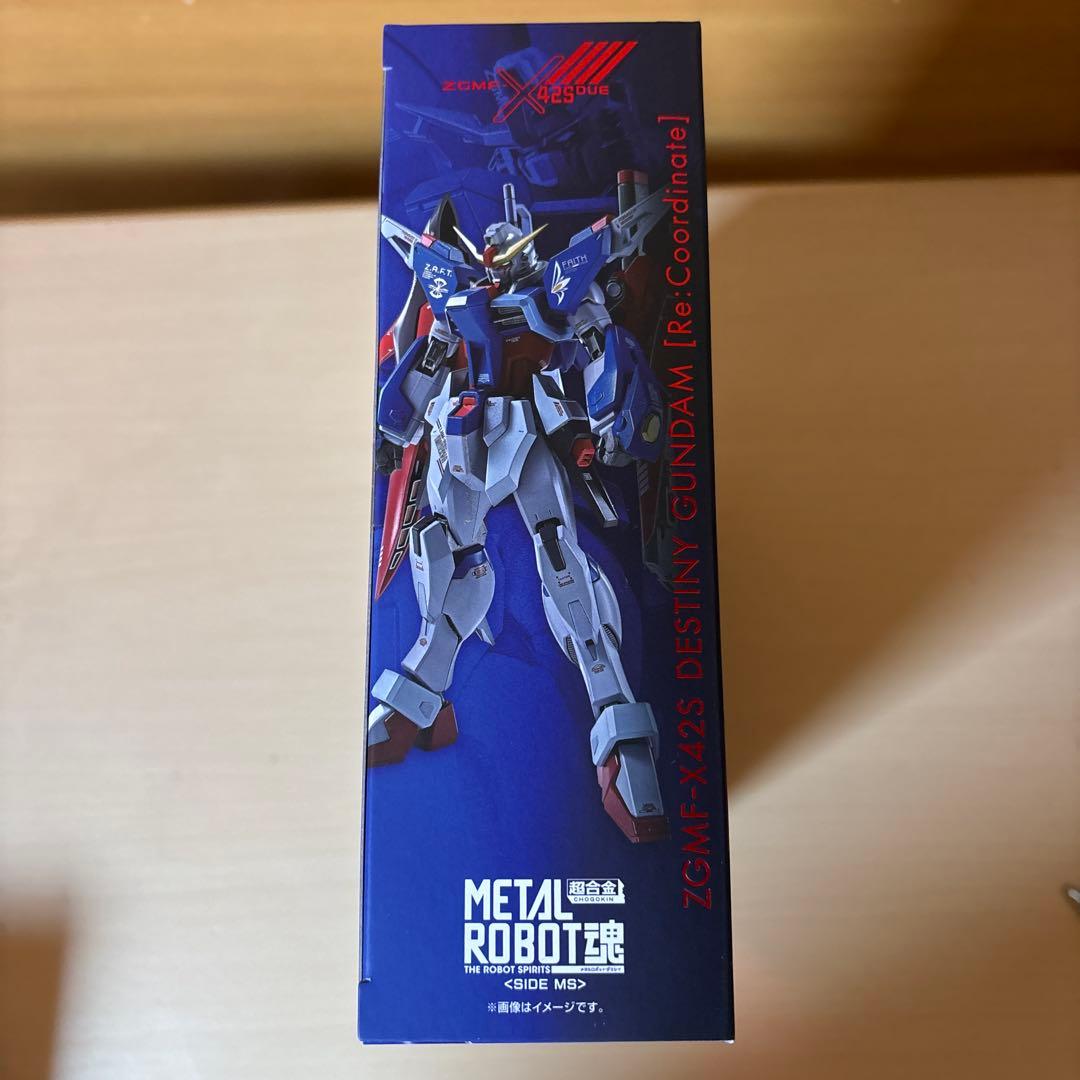 ZGMF-X42S DUE
Z.A.F.T.
FAITH
ZGMF-X42S DESTINY GUNDAM [Re:Coordinate]
METAL
超合金
CHOGOKIN
ROBOT魂
THE ROBOT SPIRITS
<SIDE MS>
※画像はイメージです。